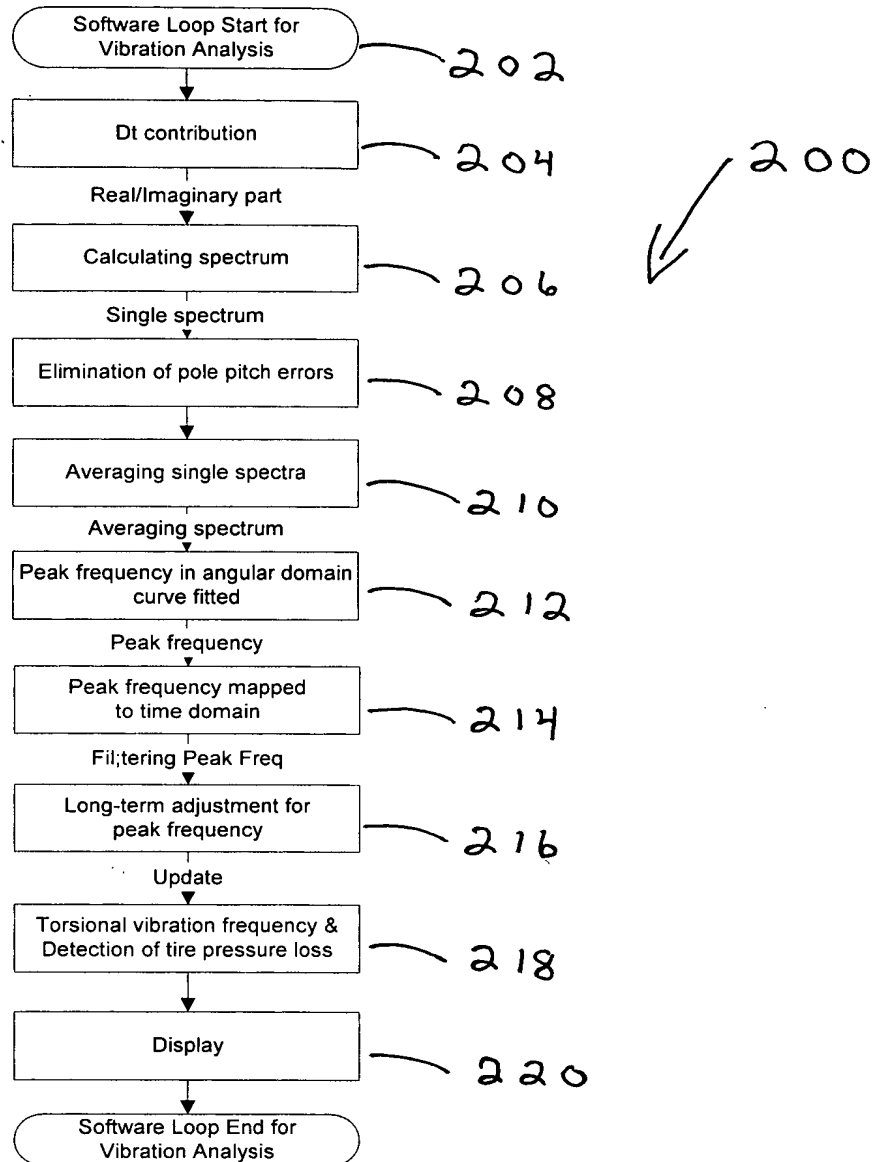 Software Loop Start for
Vibration Analysis
202
Dt contribution
204
200
Real/Imaginary part
Calculating spectrum
206
Single spectrum
Elimination of pole pitch errors
208
Averaging single spectra
210
Averaging spectrum
Peak frequency in angular domain
curve fitted
212
Peak frequency
Peak frequency mapped
to time domain
214
Fil;tering Peak Freq
Long-term adjustment for
peak frequency
216
Update
Torsional vibration frequency &
Detection of tire pressure loss
218
Display
220
Software Loop End for
Vibration Analysis